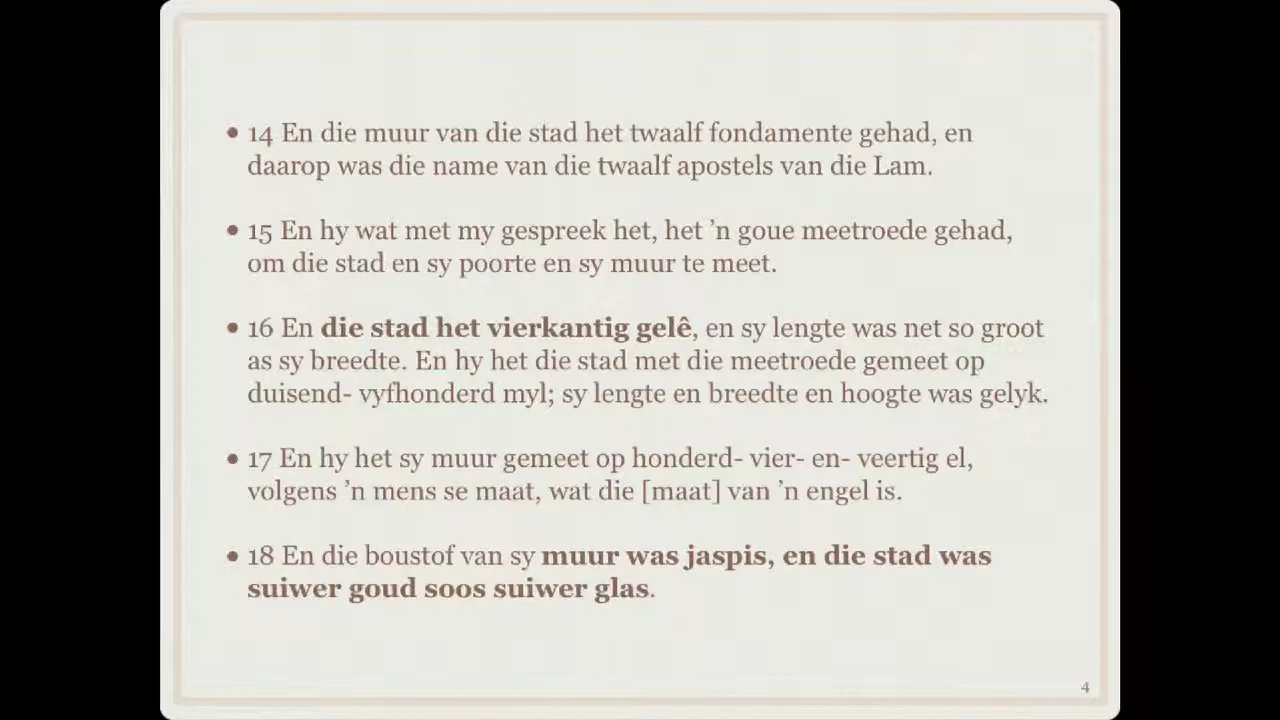 • 14 En die muur van die stad het twaalf fondamente gehad, en
daarop was die name van die twaalf apostels van die Lam.
• 15 En hy wat met my gespreek het, het ’n goue meetroede gehad,
om die stad en sy poorte en sy muur te meet.
• 16 En die stad het vierkantig gelê, en sy lengte was net so groot
as sy breedte. En hy het die stad met die meetroede gemeet op
duisend- vyfhonderd myl; sy lengte en breedte en hoogte was gelyk.
• 17 En hy het sy muur gemeet op honderd- vier- en- veertig el,
volgens ’n mens se maat, wat die [maat] van ’n engel is.
• 18 En die boustof van sy muur was jaspis, en die stad was
suiwer goud soos suiwer glas.
4